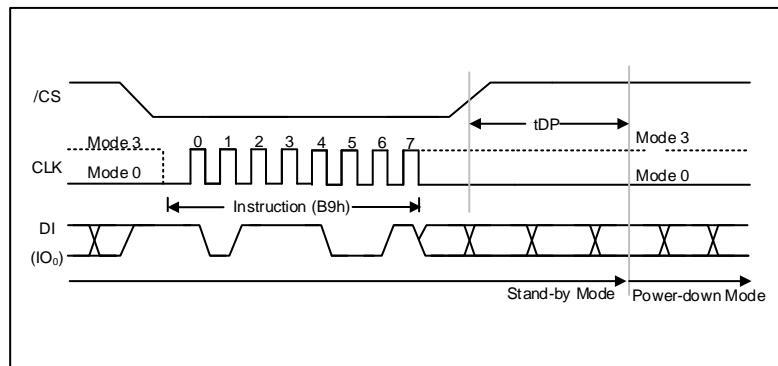 /CS
tDP
Mode 3
0 1 2 3 4 5 6 7
Mode 3
CLK
Mode 0
Mode 0
Instruction (B9h)
DI
(IO₀)
Stand-by Mode
Power-down Mode